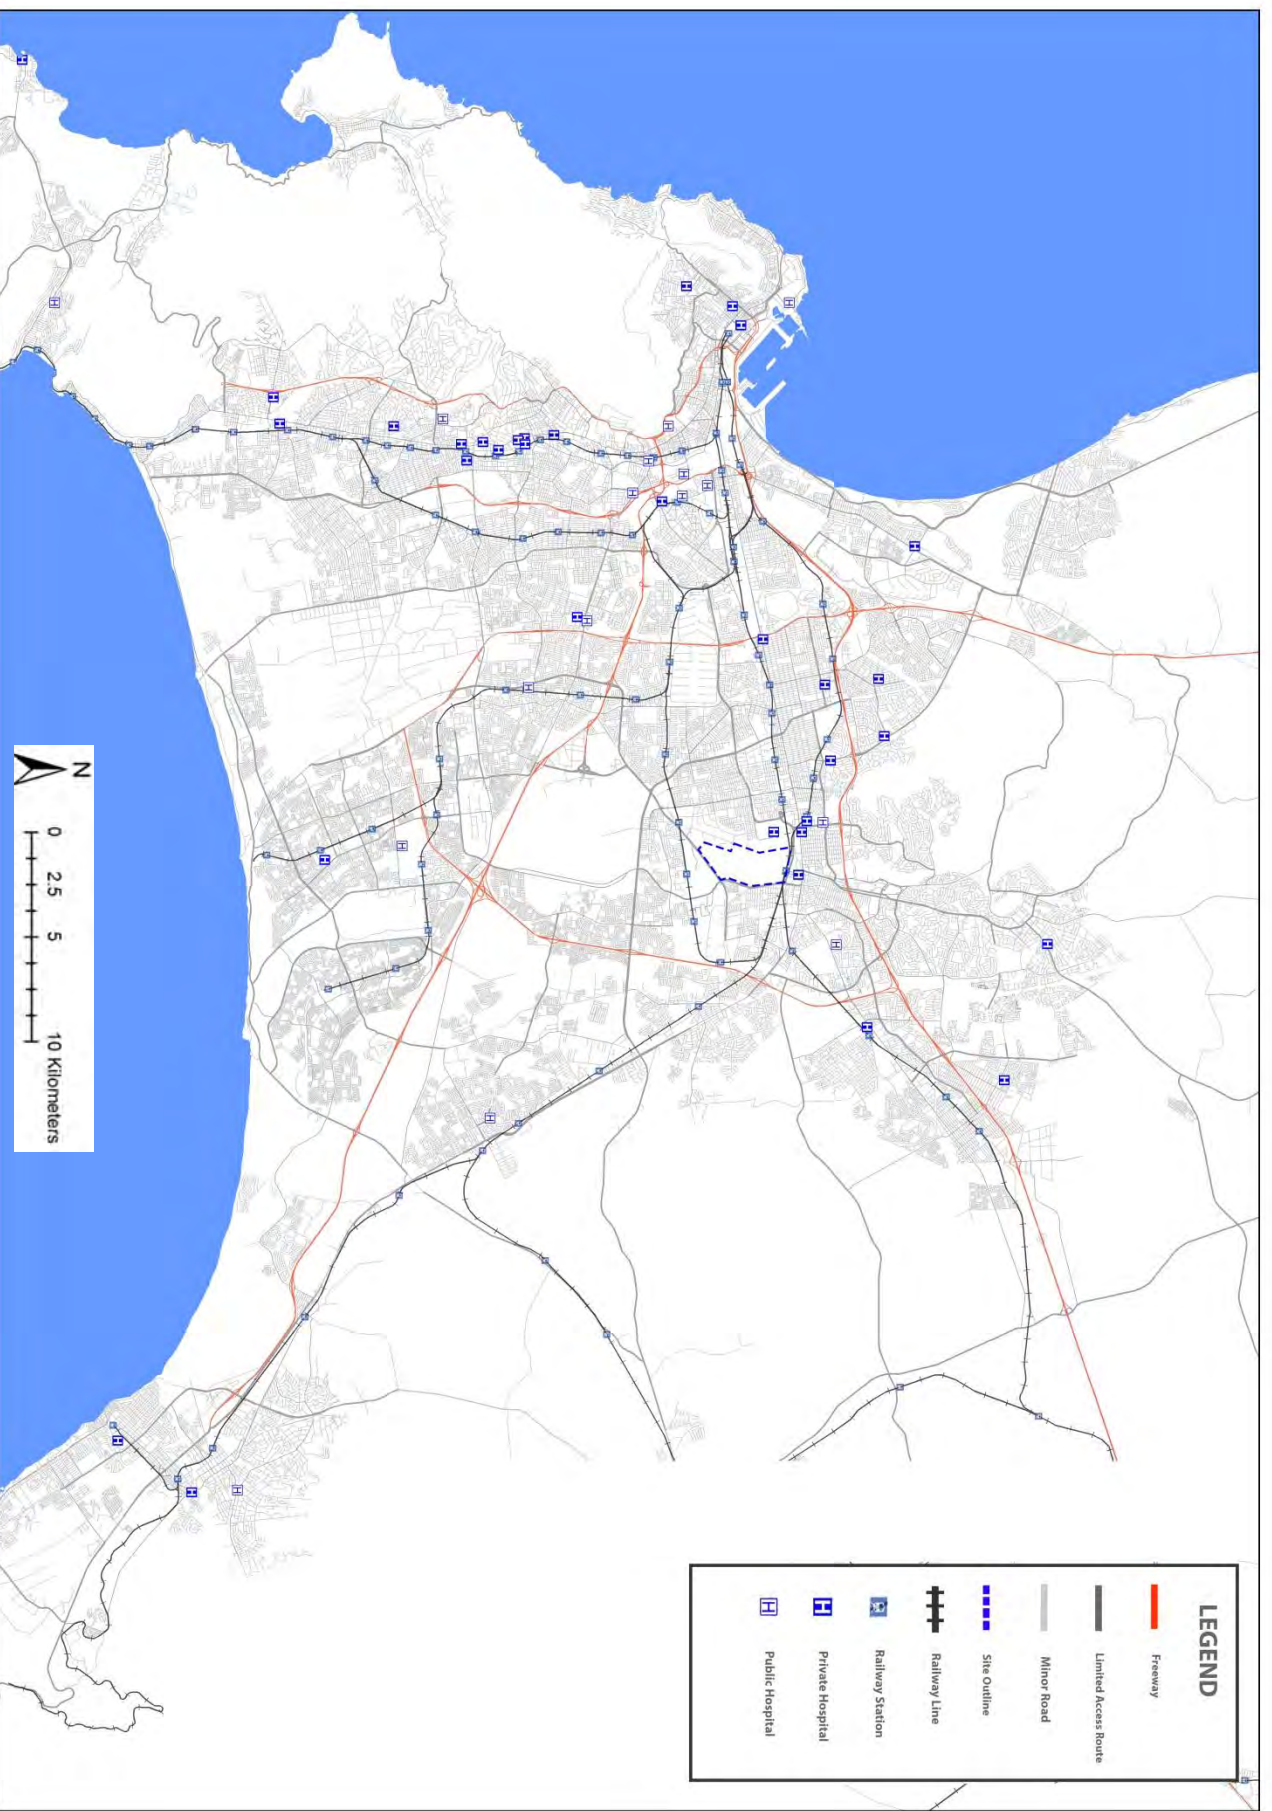 LEGEND
Freeway
Limited Access Route
Minor Road
Site Outline
Railway Line
Railway Station
Private Hospital
Public Hospital
N
0 2.5 5 10 Kilometers